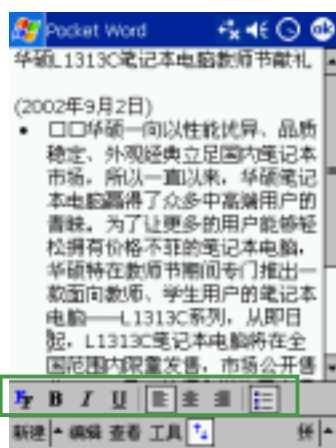 Pocket Word ok
华硕L1313C笔记本电脑教师节献礼
(2002年9月2日)
• 口口华硕一向以性能优异、品质
稳定、外观经典立足国内笔记本
市场。所以一直以来，华硕笔记
本电脑赢得了众多中高端用户的
青睐。为了让更多的用户能够轻
松拥有价格不菲的笔记本电脑，
华硕特在教师节期间专门推出一
款面向教师、学生用户的笔记本
电脑——L1313C系列，从即日
起，L1313C笔记本电脑将在全
国范围内限量发售，市场公开售
B I U
新建 编辑 查看 工具 拼